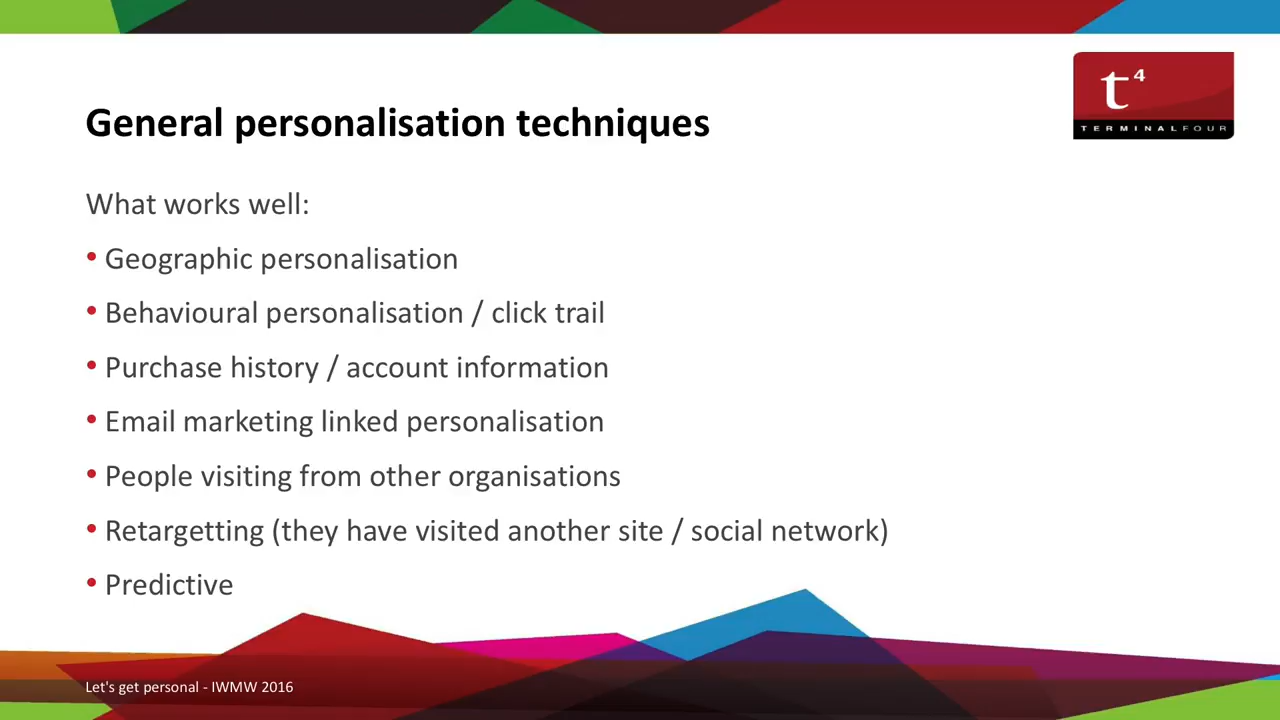 t4
TERMINALFOUR
General personalisation techniques
What works well:
• Geographic personalisation
• Behavioural personalisation / click trail
• Purchase history / account information
• Email marketing linked personalisation
• People visiting from other organisations
• Retargetting (they have visited another site / social network)
• Predictive
Let's get personal - IWMW 2016